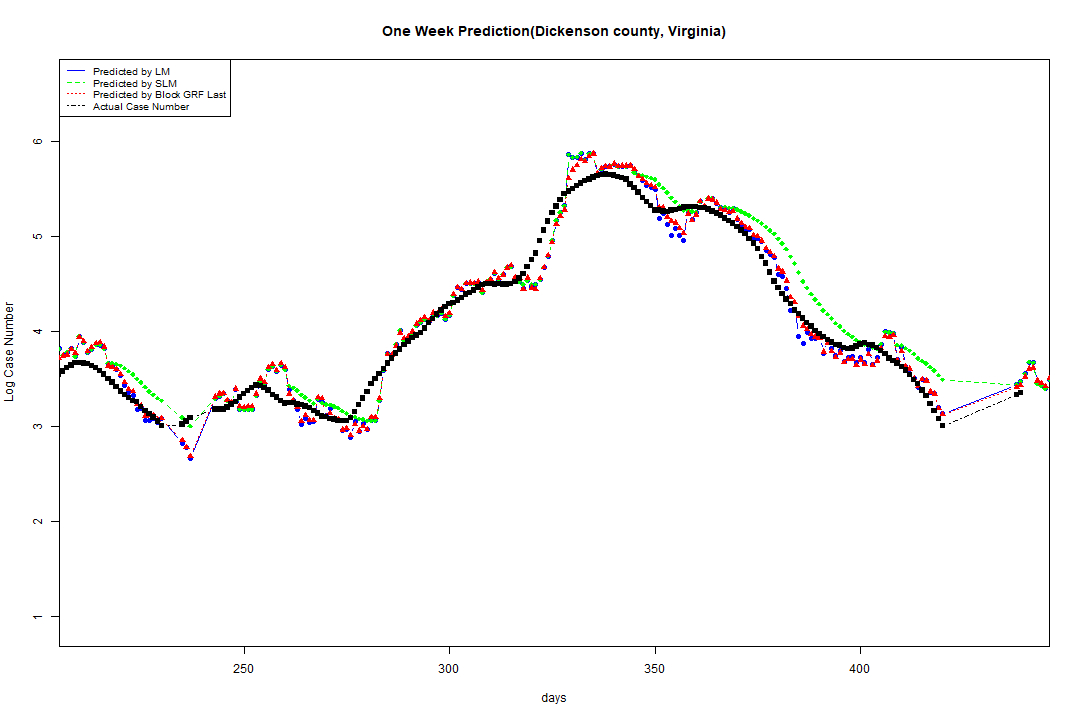 One Week Prediction(Dickenson county, Virginia)
Predicted by LM
Predicted by SLM
Predicted by Block GRF Last
Actual Case Number
6
5
4
3
2
1
Log Case Number
250 300 350 400
days